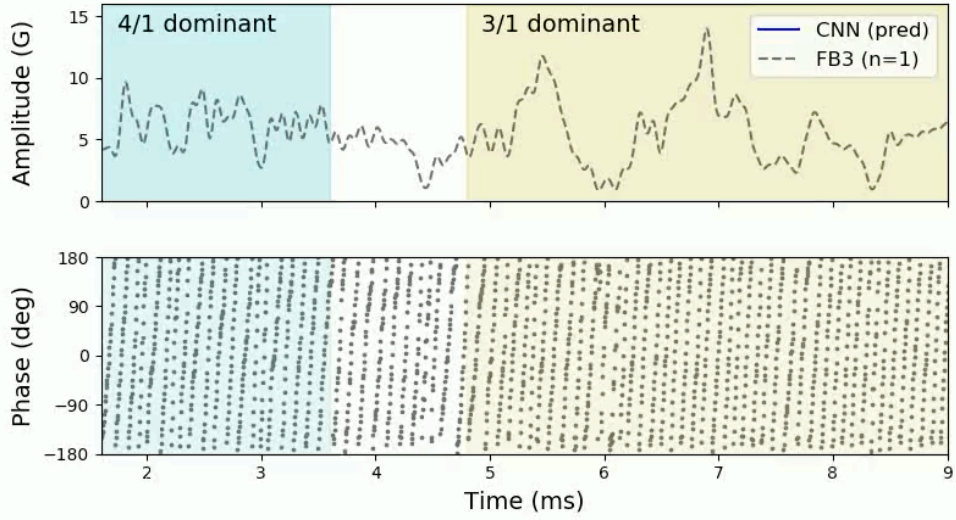 4/1 dominant
3/1 dominant
CNN (pred)
FB3 (n=1)
Amplitude (G)
15
10
5
0
Phase (deg)
180
90
0
−90
−180
2 3 4 5 6 7 8 9
Time (ms)